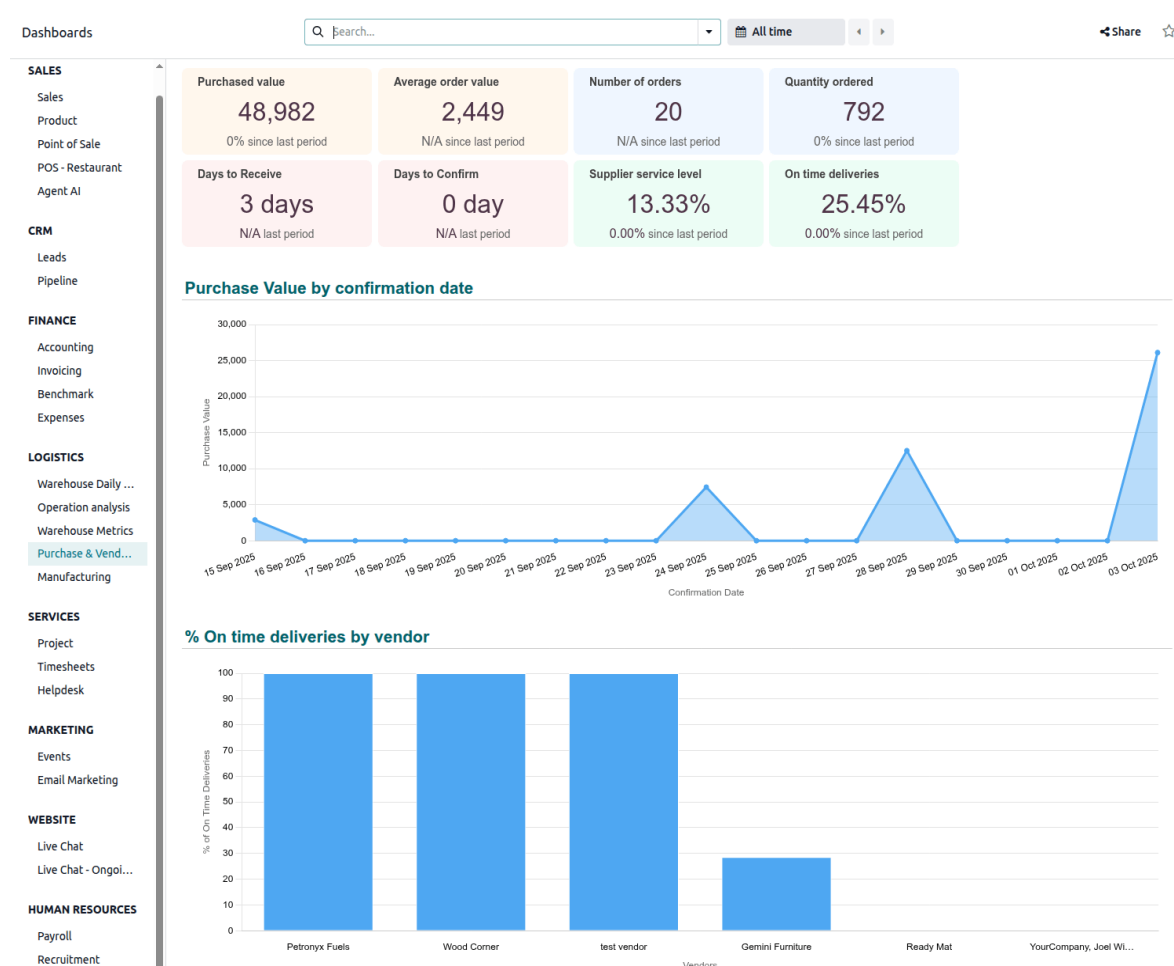 Dashboards
Search...
All time
Share
SALES
Sales
Product
Point of Sale
POS - Restaurant
Agent AI
CRM
Leads
Pipeline
FINANCE
Accounting
Invoicing
Benchmark
Expenses
LOGISTICS
Warehouse Daily ...
Operation analysis
Warehouse Metrics
Purchase & Vend...
Manufacturing
SERVICES
Project
Timesheets
Helpdesk
MARKETING
Events
Email Marketing
WEBSITE
Live Chat
Live Chat - Ongoi...
HUMAN RESOURCES
Payroll
Recruitment
Purchased value
48,982
0% since last period
Average order value
2,449
N/A since last period
Number of orders
20
N/A since last period
Quantity ordered
792
0% since last period
Days to Receive
3 days
N/A last period
Days to Confirm
0 day
N/A last period
Supplier service level
13.33%
0.00% since last period
On time deliveries
25.45%
0.00% since last period
Purchase Value by confirmation date
Purchase Value
30,000
25,000
20,000
15,000
10,000
5,000
0
15 Sep 2025
16 Sep 2025
17 Sep 2025
18 Sep 2025
19 Sep 2025
20 Sep 2025
21 Sep 2025
22 Sep 2025
23 Sep 2025
24 Sep 2025
25 Sep 2025
26 Sep 2025
27 Sep 2025
28 Sep 2025
29 Sep 2025
30 Sep 2025
01 Oct 2025
02 Oct 2025
03 Oct 2025
Confirmation Date
% On time deliveries by vendor
% of On Time Deliveries
100
90
80
70
60
50
40
30
20
10
0
Petronyx Fuels
Wood Corner
test vendor
Gemini Furniture
Ready Mat
YourCompany, Joel Wi...
Vendors